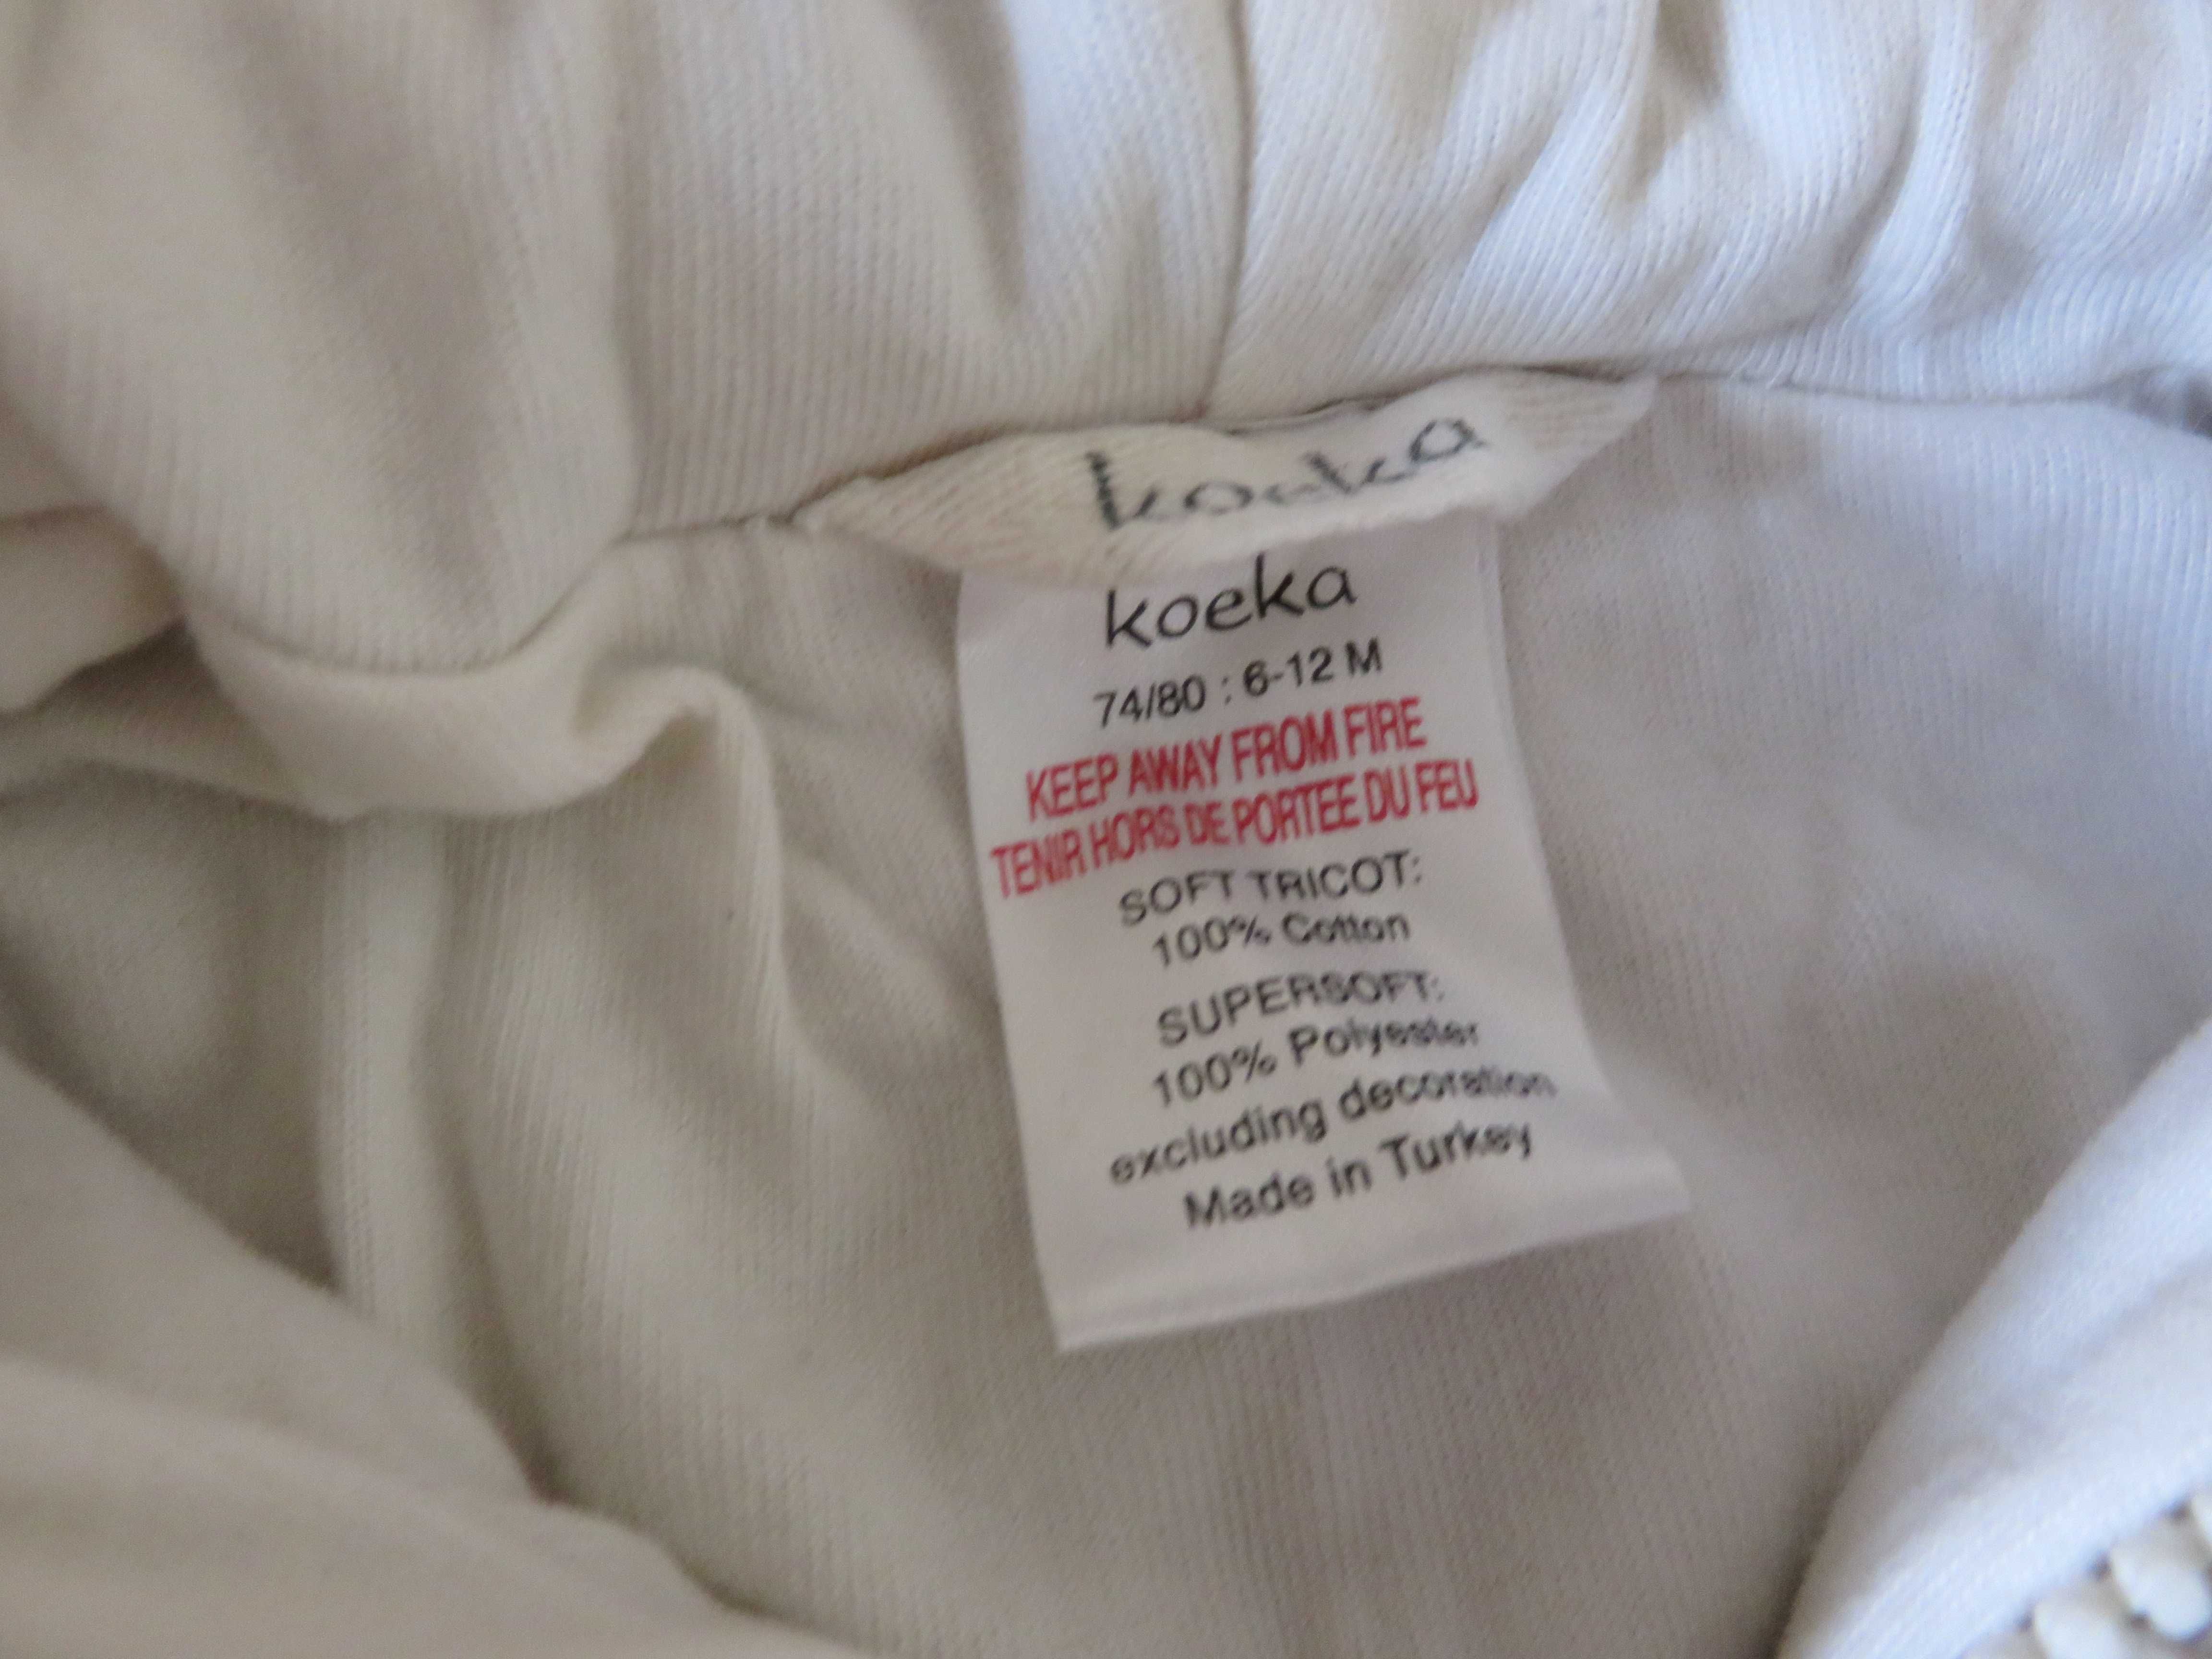 koeka
koeka
74/80 : 6-12 M
KEEP AWAY FROM FIRE
TENIR HORS DE PORTEE DU FEU
SOFT TRICOT:
100% Cotton
SUPERSOFT:
100% Polyester
excluding decoration
Made in Turkey